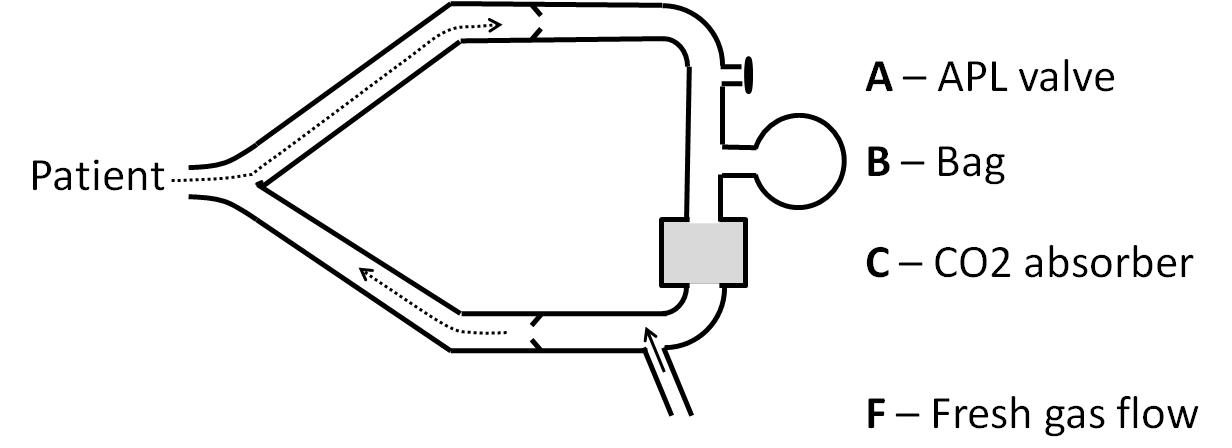 Patient
A – APL valve
B – Bag
C – CO2 absorber
F – Fresh gas flow